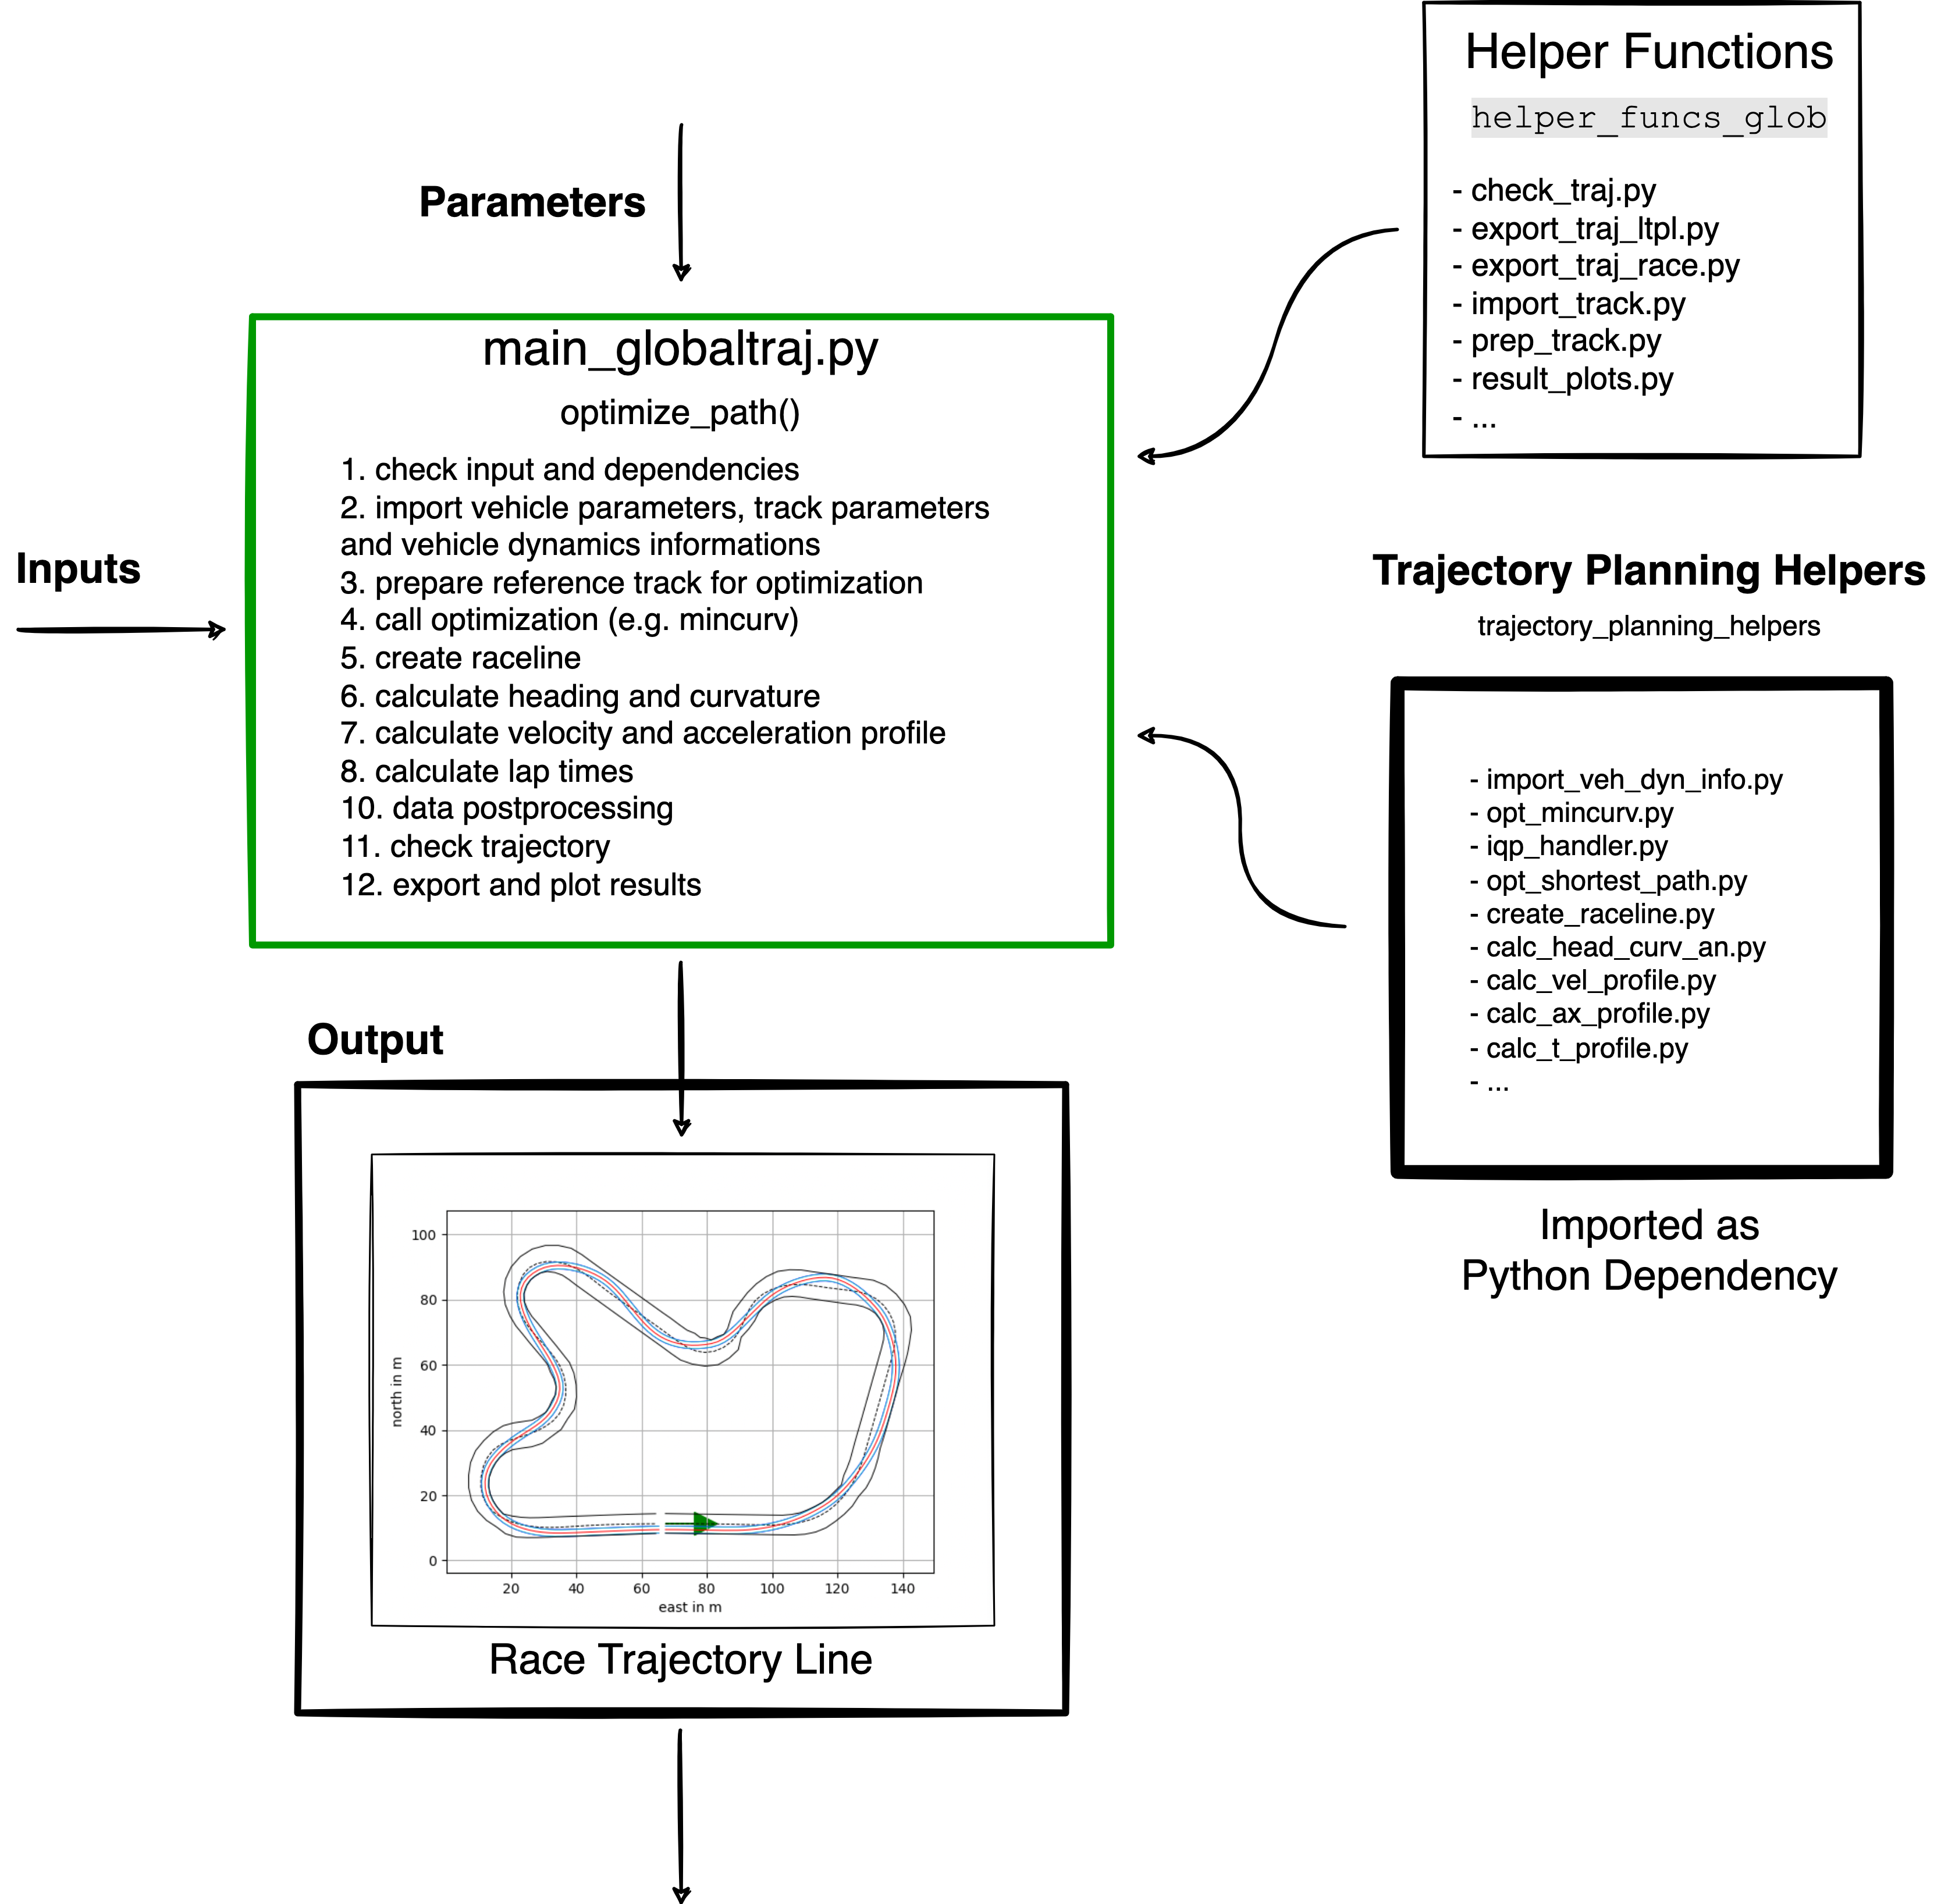 Helper Functions
helper_funcs_glob
- check_traj.py
- export_traj_ltpl.py
- export_traj_race.py
- import_track.py
- prep_track.py
- result_plots.py
- ...
Parameters
main_globaltraj.py
optimize_path()
1. check input and dependencies
2. import vehicle parameters, track parameters
and vehicle dynamics informations
3. prepare reference track for optimization
4. call optimization (e.g. mincurv)
5. create raceline
6. calculate heading and curvature
7. calculate velocity and acceleration profile
8. calculate lap times
10. data postprocessing
11. check trajectory
12. export and plot results
Inputs
Trajectory Planning Helpers
trajectory_planning_helpers
- import_veh_dyn_info.py
- opt_mincurv.py
- iqp_handler.py
- opt_shortest_path.py
- create_raceline.py
- calc_head_curv_an.py
- calc_vel_profile.py
- calc_ax_profile.py
- calc_t_profile.py
- ...
Imported as
Python Dependency
Output
100
80
60
40
20
0
north in m
20 40 60 80 100 120 140
east in m
Race Trajectory Line